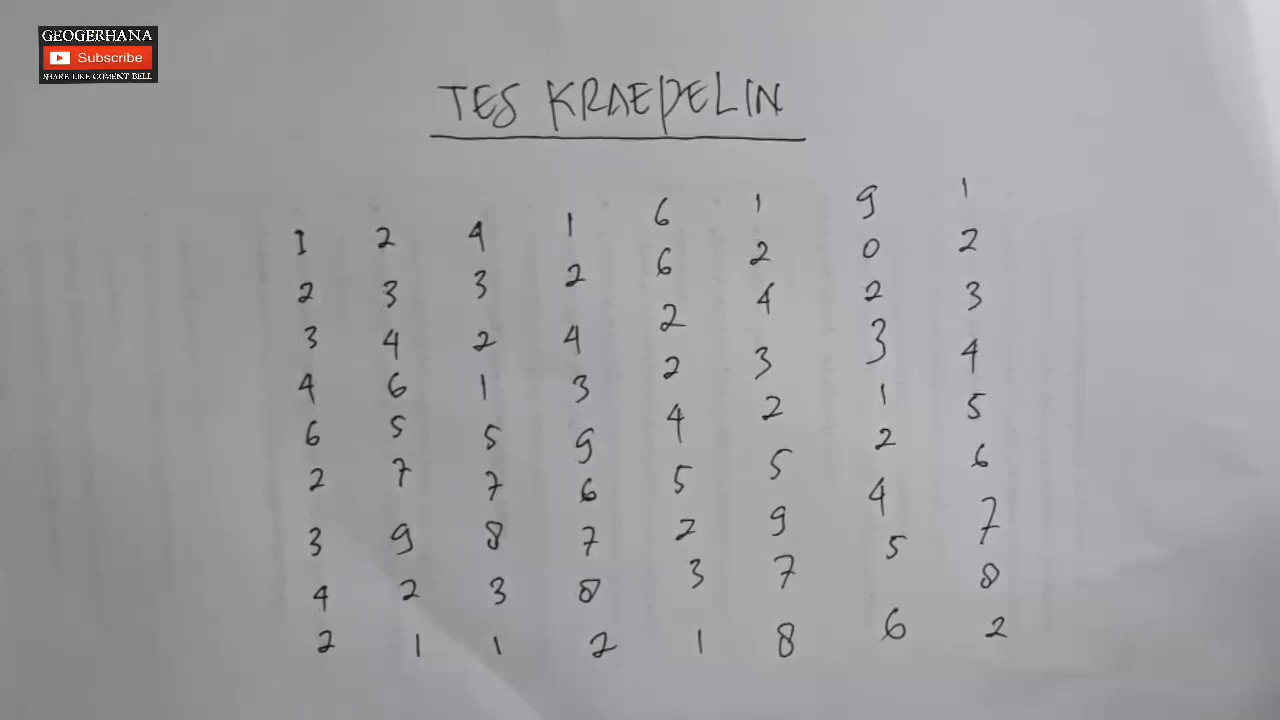 GEOGERHANA
Subscribe
SHARE LIKE COMENT BELL
TES KRAEPELIN
1 2 4 1 6 1 9 1
2 3 3 2 6 2 0 2
3 4 2 4 2 4 2 3
4 6 1 3 2 3 3 4
6 5 5 9 4 2 1 5
2 7 7 6 5 5 2 6
3 9 8 7 2 9 4 7
4 2 3 8 3 7 5 8
2 1 1 2 1 8 6 2